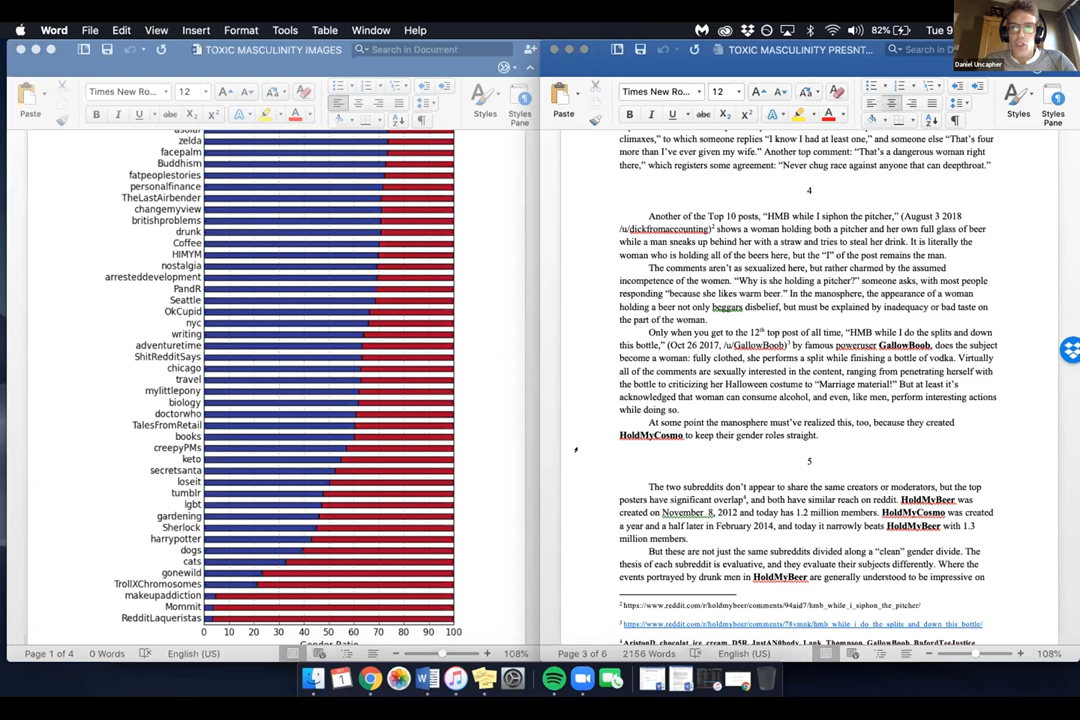 Word File Edit View Insert Format Tools Table Window Help 82% Tue 9
Daniel Uncapher
TOXIC MASCULINITY IMAGES Search in Document
TOXIC MASCULINITY PRESNT... Search in Do
Times New Ro... 12
Paste B I U abc X2 X2 A A Styles Styles Pane
Times New Ro... 12
Paste B I U abc X2 X2 A A Styles Styles Pane
zelda
facepalm
Buddhism
fatpeoplestories
personalfinance
TheLastAirbender
changemyview
britishproblems
drunk
Coffee
HIMYM
nostalgia
arresteddevelopment
PandR
Seattle
OkCupid
nyc
writing
adventuretime
ShitRedditSays
chicago
travel
mylittlepony
biology
doctorwho
TalesFromRetail
books
creepyPMs
keto
secretsanta
loseit
tumblr
lgbt
gardening
Sherlock
harrypotter
dogs
cats
gonewild
TrollXChromosomes
makeupaddiction
Mommit
RedditLaqueristas
0 10 20 30 40 50 60 70 80 90 100
Gender Ratio
climaxes,” to which someone replies “I know I had at least one,” and someone else “That’s four
more than I’ve ever given my wife.” Another top comment: “That’s a dangerous woman right
there,” which registers some agreement: “Never chug race against anyone that can deepthroat.”
4
Another of the Top 10 posts, “HMB while I siphon the pitcher,” (August 3 2018
/u/dickfromaccounting)2 shows a woman holding both a pitcher and her own full glass of beer
while a man sneaks up behind her with a straw and tries to steal her drink. It is literally the
woman who is holding all of the beers here, but the “I” of the post remains the man.
The comments aren’t as sexualized here, but rather charmed by the assumed
incompetence of the women. “Why is she holding a pitcher?” someone asks, with most people
responding “because she likes warm beer.” In the manosphere, the appearance of a woman
holding a beer not only beggars disbelief, but must be explained by inadequacy or bad taste on
the part of the woman.
Only when you get to the 12th top post of all time, “HMB while I do the splits and down
this bottle,” (Oct 26 2017, /u/GallowBoob)3 by famous poweruser GallowBoob, does the subject
become a woman: fully clothed, she performs a split while finishing a bottle of vodka. Virtually
all of the comments are sexually interested in the content, ranging from penetrating herself with
the bottle to criticizing her Halloween costume to “Marriage material!” But at least it’s
acknowledged that woman can consume alcohol, and even, like men, perform interesting actions
while doing so.
At some point the manosphere must’ve realized this, too, because they created
HoldMyCosmo to keep their gender roles straight.
5
The two subreddits don’t appear to share the same creators or moderators, but the top
posters have significant overlap4, and both have similar reach on reddit. HoldMyBeer was
created on November 8, 2012 and today has 1.2 million members. HoldMyCosmo was created
a year and a half later in February 2014, and today it narrowly beats HoldMyBeer with 1.3
million members.
But these are not just the same subreddits divided along a “clean” gender divide. The
thesis of each subreddit is evaluative, and they evaluate their subjects differently. Where the
events portrayed by drunk men in HoldMyBeer are generally understood to be impressive on
2 https://www.reddit.com/r/holdmybeer/comments/94aid7/hmb_while_i_siphon_the_pitcher/
3 https://www.reddit.com/r/holdmybeer/comments/78vmnk/hmb_while_i_do_the_splits_and_down_this_bottle/
Page 1 of 4 0 Words English (US) 108%
Page 3 of 6 2156 Words English (US) 108%